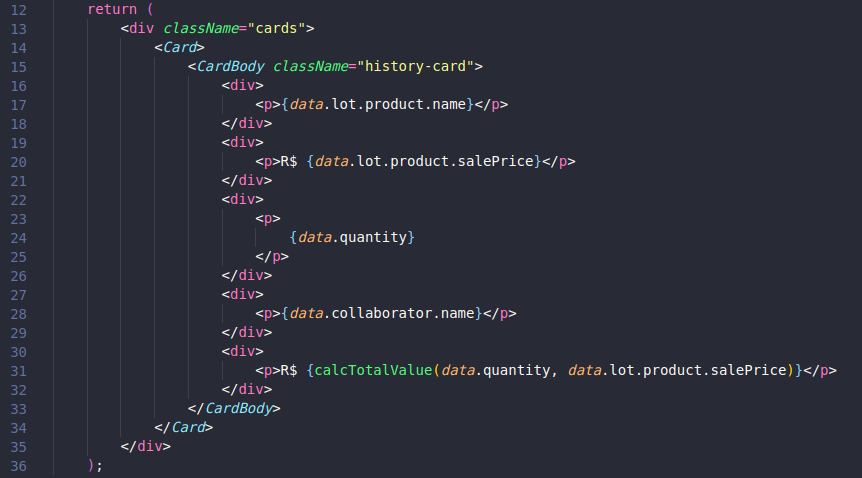 12 return (
13 <div className="cards">
14 <Card>
15 <CardBody className="history-card">
16 <div>
17 <p>{data.lot.product.name}</p>
18 </div>
19 <div>
20 <p>R$ {data.lot.product.salePrice}</p>
21 </div>
22 <div>
23 <p>
24 {data.quantity}
25 </p>
26 </div>
27 <div>
28 <p>{data.collaborator.name}</p>
29 </div>
30 <div>
31 <p>R$ {calcTotalValue(data.quantity, data.lot.product.salePrice)}</p>
32 </div>
33 </CardBody>
34 </Card>
35 </div>
36 );